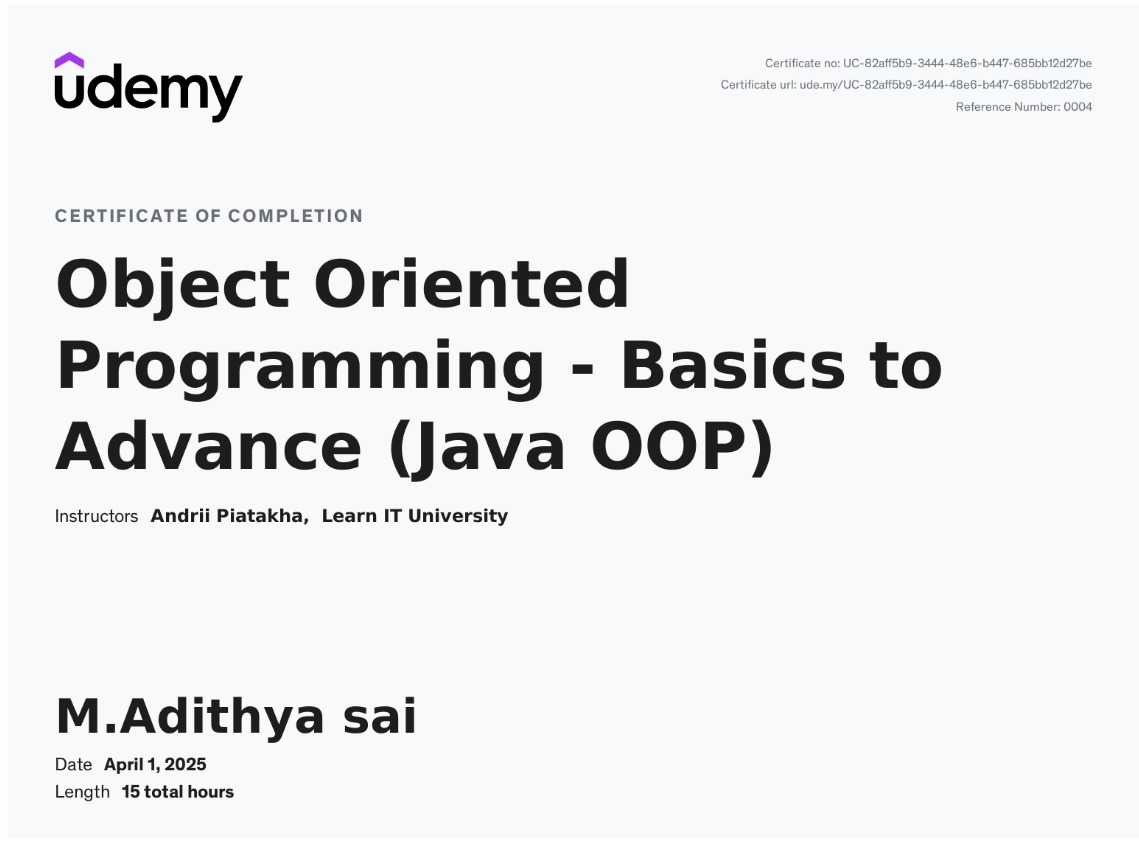 udemy
Certificate no: UC-82aff5b9-3444-48e6-b447-685bb12d27be
Certificate url: ude.my/UC-82aff5b9-3444-48e6-b447-685bb12d27be
Reference Number: 0004
CERTIFICATE OF COMPLETION
Object Oriented
Programming - Basics to
Advance (Java OOP)
Instructors Andrii Piatakha, Learn IT University
M.Adithya sai
Date April 1, 2025
Length 15 total hours